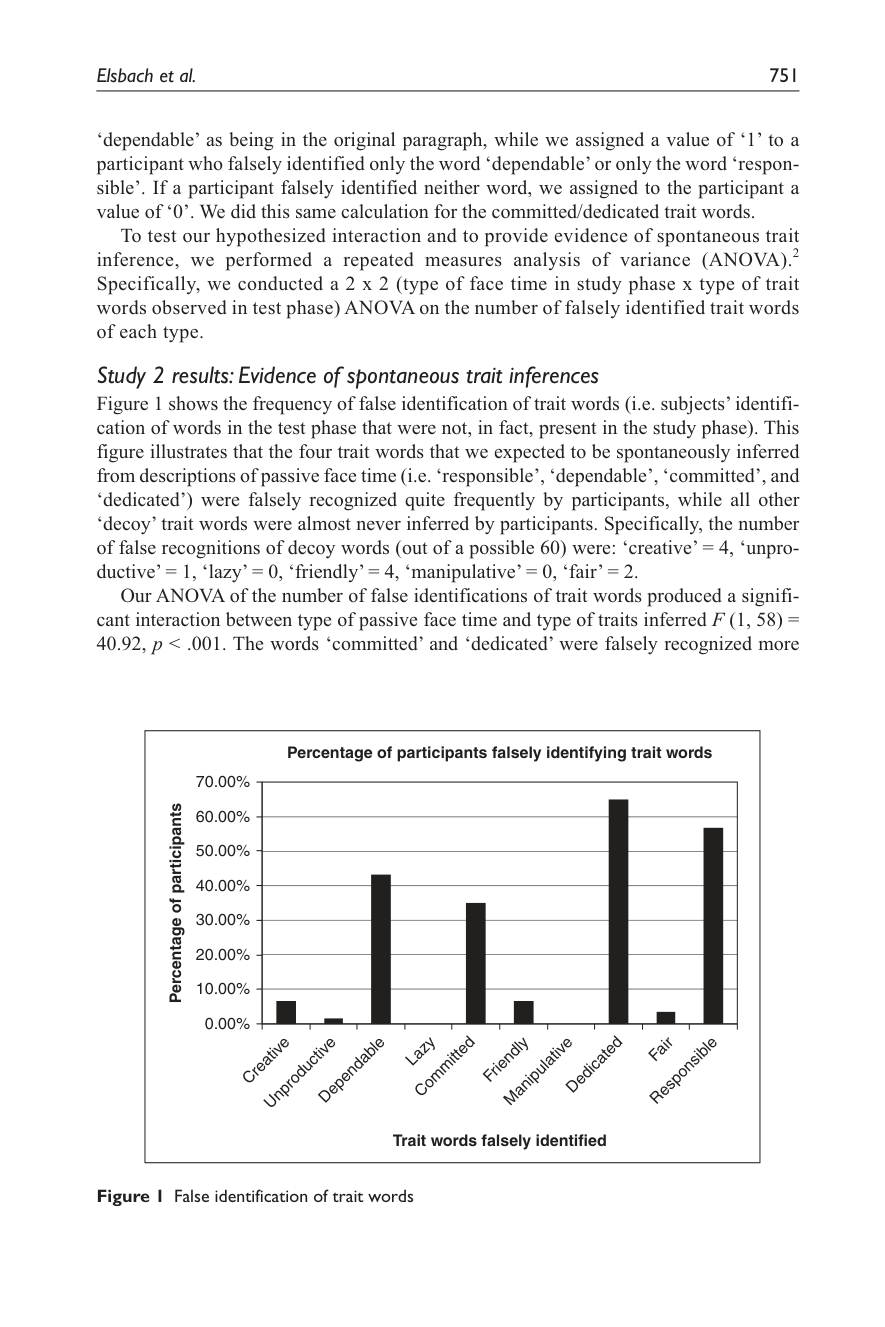 Elsbach et al. 751
‘dependable’ as being in the original paragraph, while we assigned a value of ‘1’ to a
participant who falsely identified only the word ‘dependable’ or only the word ‘respon-
sible’. If a participant falsely identified neither word, we assigned to the participant a
value of ‘0’. We did this same calculation for the committed/dedicated trait words.
To test our hypothesized interaction and to provide evidence of spontaneous trait
inference, we performed a repeated measures analysis of variance (ANOVA).2
Specifically, we conducted a 2 x 2 (type of face time in study phase x type of trait
words observed in test phase) ANOVA on the number of falsely identified trait words
of each type.
Study 2 results: Evidence of spontaneous trait inferences
Figure 1 shows the frequency of false identification of trait words (i.e. subjects’ identifi-
cation of words in the test phase that were not, in fact, present in the study phase). This
figure illustrates that the four trait words that we expected to be spontaneously inferred
from descriptions of passive face time (i.e. ‘responsible’, ‘dependable’, ‘committed’, and
‘dedicated’) were falsely recognized quite frequently by participants, while all other
‘decoy’ trait words were almost never inferred by participants. Specifically, the number
of false recognitions of decoy words (out of a possible 60) were: ‘creative’ = 4, ‘unpro-
ductive’ = 1, ‘lazy’ = 0, ‘friendly’ = 4, ‘manipulative’ = 0, ‘fair’ = 2.
Our ANOVA of the number of false identifications of trait words produced a signifi-
cant interaction between type of passive face time and type of traits inferred F (1, 58) =
40.92, p < .001. The words ‘committed’ and ‘dedicated’ were falsely recognized more
Percentage of participants falsely identifying trait words
Percentage of participants
70.00%
60.00%
50.00%
40.00%
30.00%
20.00%
10.00%
0.00%
Creative
Unproductive
Dependable
Lazy
Committed
Friendly
Manipulative
Dedicated
Fair
Responsible
Trait words falsely identified
Figure 1 False identification of trait words